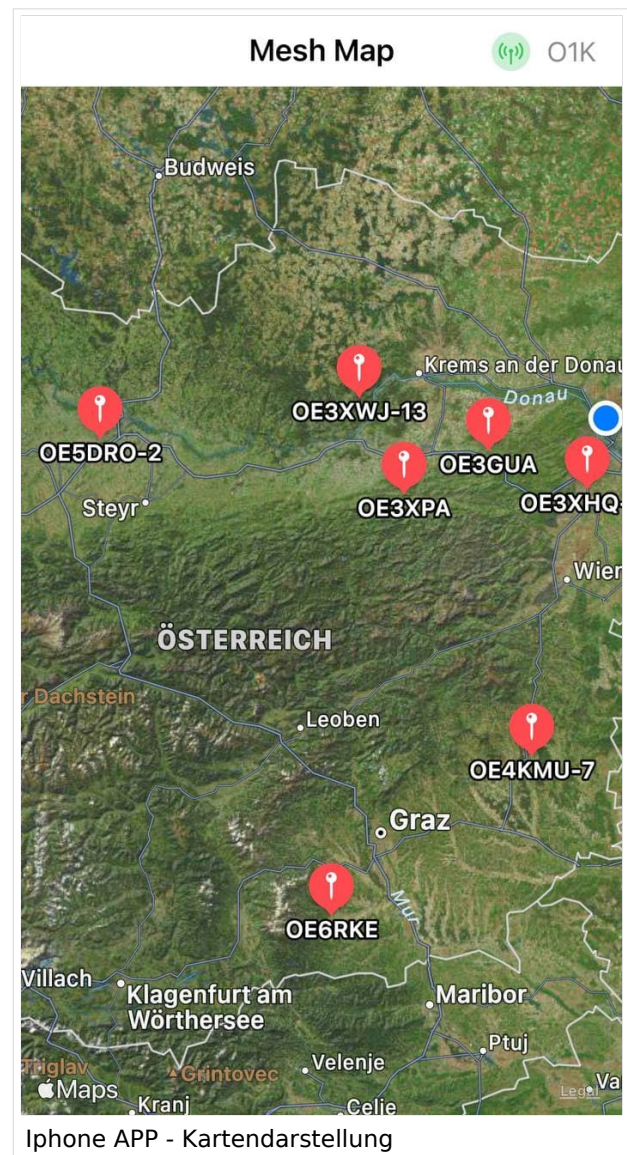 Mesh Map
O1K
Budweis
Krems an der Donau
Donau
OE3XWJ-13
OE5DRO-2
OE3GUA
OE3XPA
OE3XHQ-
Steyr
Wier
ÖSTERREICH
r Dachstein
Leoben
OE4KMU-7
Graz
OE6RKE
Mur
Villach
Klagenfurt am
Wörthersee
Maribor
Ptuj
Triglav
Grintovec
Velenje
Maps
Legal
Va
Kranj
Celje
Iphone APP - Kartendarstellung